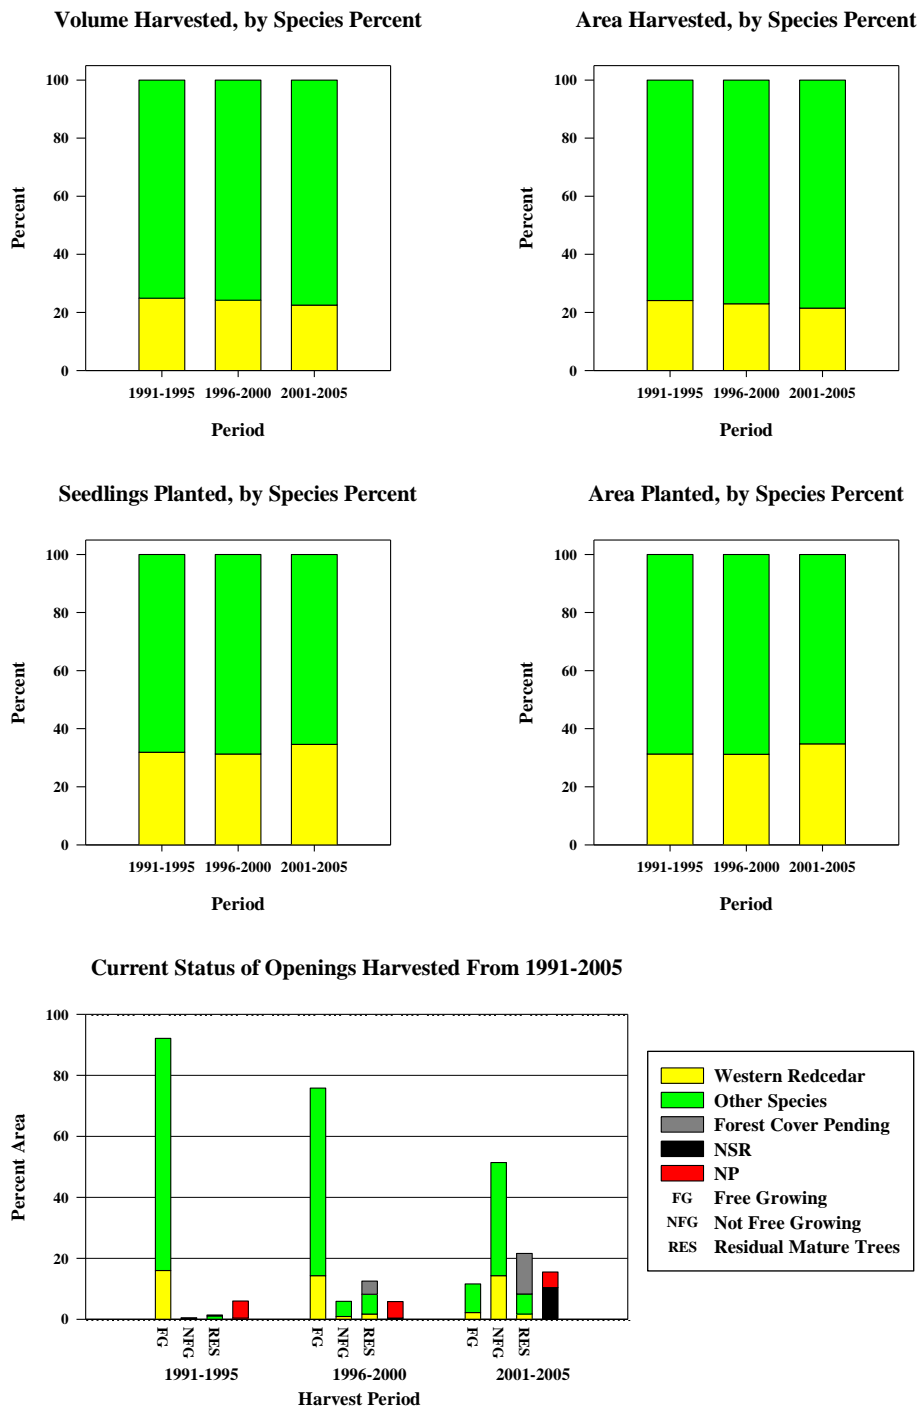 Volume Harvested, by Species Percent
Percent
100
80
60
40
20
0
1991-1995 1996-2000 2001-2005
Period
Area Harvested, by Species Percent
Percent
100
80
60
40
20
0
1991-1995 1996-2000 2001-2005
Period
Seedlings Planted, by Species Percent
Percent
100
80
60
40
20
0
1991-1995 1996-2000 2001-2005
Period
Area Planted, by Species Percent
Percent
100
80
60
40
20
0
1991-1995 1996-2000 2001-2005
Period
Current Status of Openings Harvested From 1991-2005
Percent Area
100
80
60
40
20
0
FG NFG RES FG NFG RES FG NFG RES
1991-1995 1996-2000 2001-2005
Harvest Period
Western Redcedar
Other Species
Forest Cover Pending
NSR
NP
FG Free Growing
NFG Not Free Growing
RES Residual Mature Trees